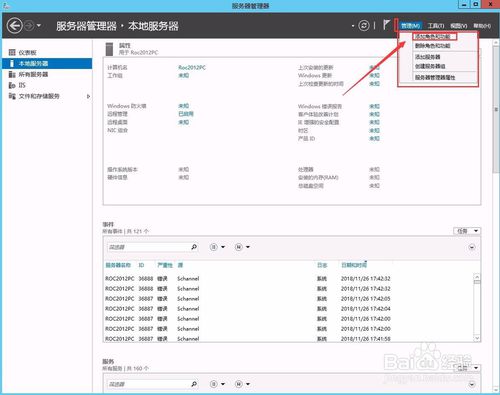 服务器管理器
服务器管理器 · 本地服务器
管理(M) 工具(T) 视图(V) 帮助(H)
添加角色和功能
删除角色和功能
添加服务器
创建服务器组
服务器管理器属性
仪表板
本地服务器
所有服务器
IIS
文件和存储服务
属性
用于 Roc2012PC
计算机名 Roc2012PC
工作组 未知
上次安装的更新 未知
Windows 更新 未知
上次检查更新的时间 未知
Windows 防火墙 未知
远程管理 已启用
远程桌面 未知
NIC 组合 未知
Windows 错误报告 未知
客户体验改善计划 未知
IE 增强的安全配置 未知
时区 未知
产品 ID 未知
操作系统版本 未知
硬件信息 未知
处理器 未知
安装的内存(RAM) 未知
总磁盘空间 未知
事件
所有事件 | 共 121 个
任务
筛选器
服务器名称 ID 严重性 源 日志 日期和时间
ROC2012PC 36888 错误 Schannel 系统 2018/11/26 17:42:32
ROC2012PC 36874 错误 Schannel 系统 2018/11/26 17:42:32
ROC2012PC 36888 错误 Schannel 系统 2018/11/26 17:42:05
ROC2012PC 36874 错误 Schannel 系统 2018/11/26 17:42:04
ROC2012PC 36888 错误 Schannel 系统 2018/11/26 17:42:00
ROC2012PC 36874 错误 Schannel 系统 2018/11/26 17:42:00
ROC2012PC 36888 错误 Schannel 系统 2018/11/26 17:41:58
服务
所有服务 | 共 160 个
任务
筛选器
Baidu 经验
jingyan.baidu.com